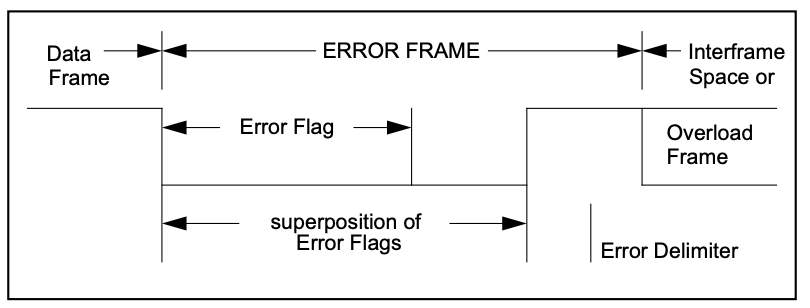 Data
Frame
ERROR FRAME
Interframe
Space or
Error Flag
Overload
Frame
superposition of
Error Flags
Error Delimiter